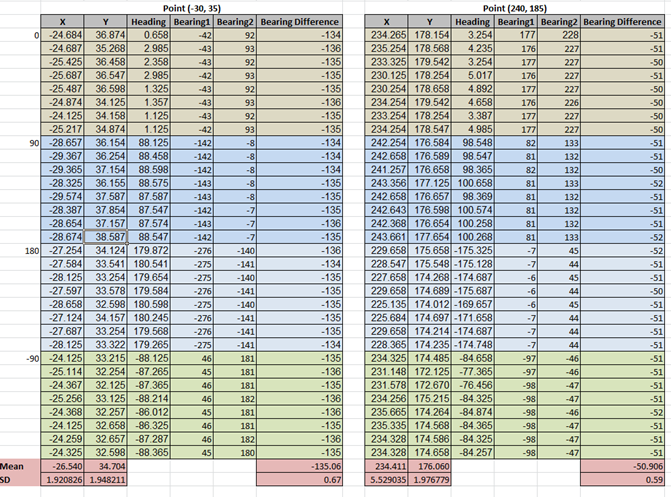 Point (-30, 35) Point (240, 185)
X Y Heading Bearing1 Bearing2 Bearing Difference X Y Heading Bearing1 Bearing2 Bearing Difference
0 -24.684 36.874 0.658 -42 92 -134 234.265 178.154 3.254 177 228 -51
-24.687 35.268 2.985 -43 93 -136 234.254 178.568 4.235 176 227 -51
-25.425 36.458 2.358 -42 92 -134 233.325 179.542 3.254 177 227 -50
-25.687 36.547 2.985 -42 93 -135 230.125 178.254 5.017 176 227 -51
-25.487 36.598 1.325 -42 93 -135 230.254 178.658 4.892 177 227 -50
-24.874 34.125 1.357 -43 93 -136 234.254 179.542 4.658 176 226 -50
-24.125 34.158 1.125 -42 93 -135 233.254 178.254 3.387 177 227 -51
-25.217 34.874 1.125 -42 93 -135 234.254 178.547 4.985 177 227 -50
90 -28.657 36.154 88.125 -142 -8 -134 242.254 176.584 98.548 82 133 -51
-29.367 36.254 88.458 -142 -8 -134 242.658 176.589 98.547 81 132 -51
-29.365 37.154 88.598 -142 -8 -134 241.257 176.658 98.365 82 132 -50
-28.325 36.155 88.575 -143 -8 -135 243.356 177.125 100.658 81 133 -52
-29.574 37.587 87.587 -143 -8 -135 242.658 176.657 98.369 81 132 -51
-28.387 37.854 87.547 -142 -7 -135 242.643 176.598 100.574 81 132 -51
-28.654 37.157 87.574 -143 -7 -136 242.368 176.654 100.258 81 132 -51
-28.674 38.587 88.547 -142 -7 -135 243.661 177.654 100.268 81 133 -52
180 -27.254 34.124 179.872 -276 -140 -136 229.658 175.658 -175.325 -7 45 -52
-27.584 33.541 180.541 -275 -141 -134 228.547 175.548 -175.128 -7 44 -51
-28.125 33.254 179.654 -275 -140 -135 227.658 174.268 -174.687 -6 45 -51
-27.597 33.578 179.584 -275 -140 -135 229.658 174.689 -175.687 -6 44 -50
-28.658 32.598 180.598 -275 -140 -135 225.135 174.012 -169.657 -6 45 -51
-27.124 34.157 180.245 -276 -141 -135 225.684 174.697 -171.658 -7 44 -51
-27.687 33.254 179.568 -276 -141 -135 229.658 174.214 -174.687 -7 44 -51
-28.125 33.322 179.265 -275 -141 -134 228.365 174.235 -174.748 -7 44 -51
-90 -24.125 33.215 -88.125 46 181 -135 234.325 174.485 -84.658 -97 -46 -51
-25.114 32.254 -87.265 45 181 -136 231.148 172.125 -77.365 -97 -46 -51
-24.367 32.125 -87.365 46 181 -135 231.578 172.670 -76.456 -98 -47 -51
-25.256 33.125 -88.214 46 182 -136 234.256 175.215 -84.325 -98 -47 -51
-24.368 32.257 -86.012 45 181 -136 235.665 174.264 -84.874 -98 -46 -52
-24.125 32.658 -86.325 46 181 -135 235.335 174.568 -84.365 -98 -47 -51
-24.259 32.657 -87.287 46 181 -136 234.328 174.586 -84.325 -98 -47 -51
-24.325 32.598 -88.365 45 180 -135 234.328 174.658 -84.257 -98 -47 -51
Mean -26.540 34.704 -135.06 234.411 176.060 -50.906
SD 1.920826 1.948211 0.67 5.529035 1.976779 0.59